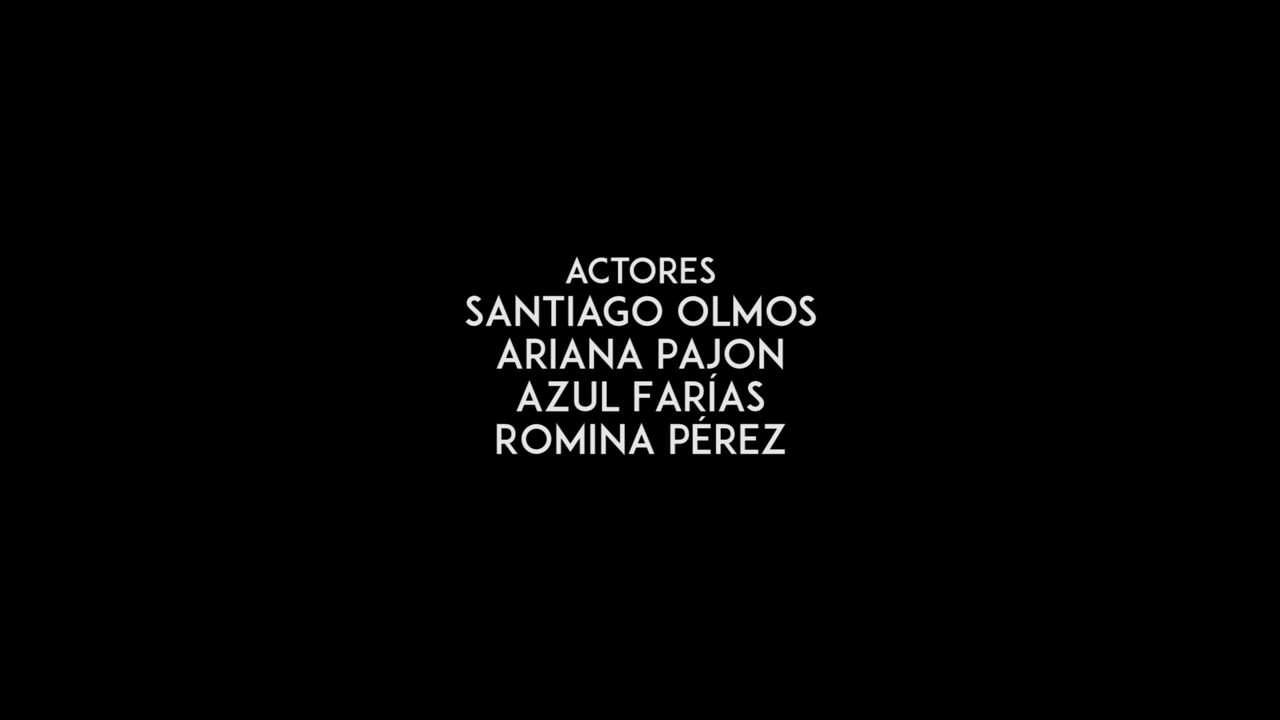 ACTORES
SANTIAGO OLMOS
ARIANA PAJON
AZUL FARÍAS
ROMINA PÉREZ